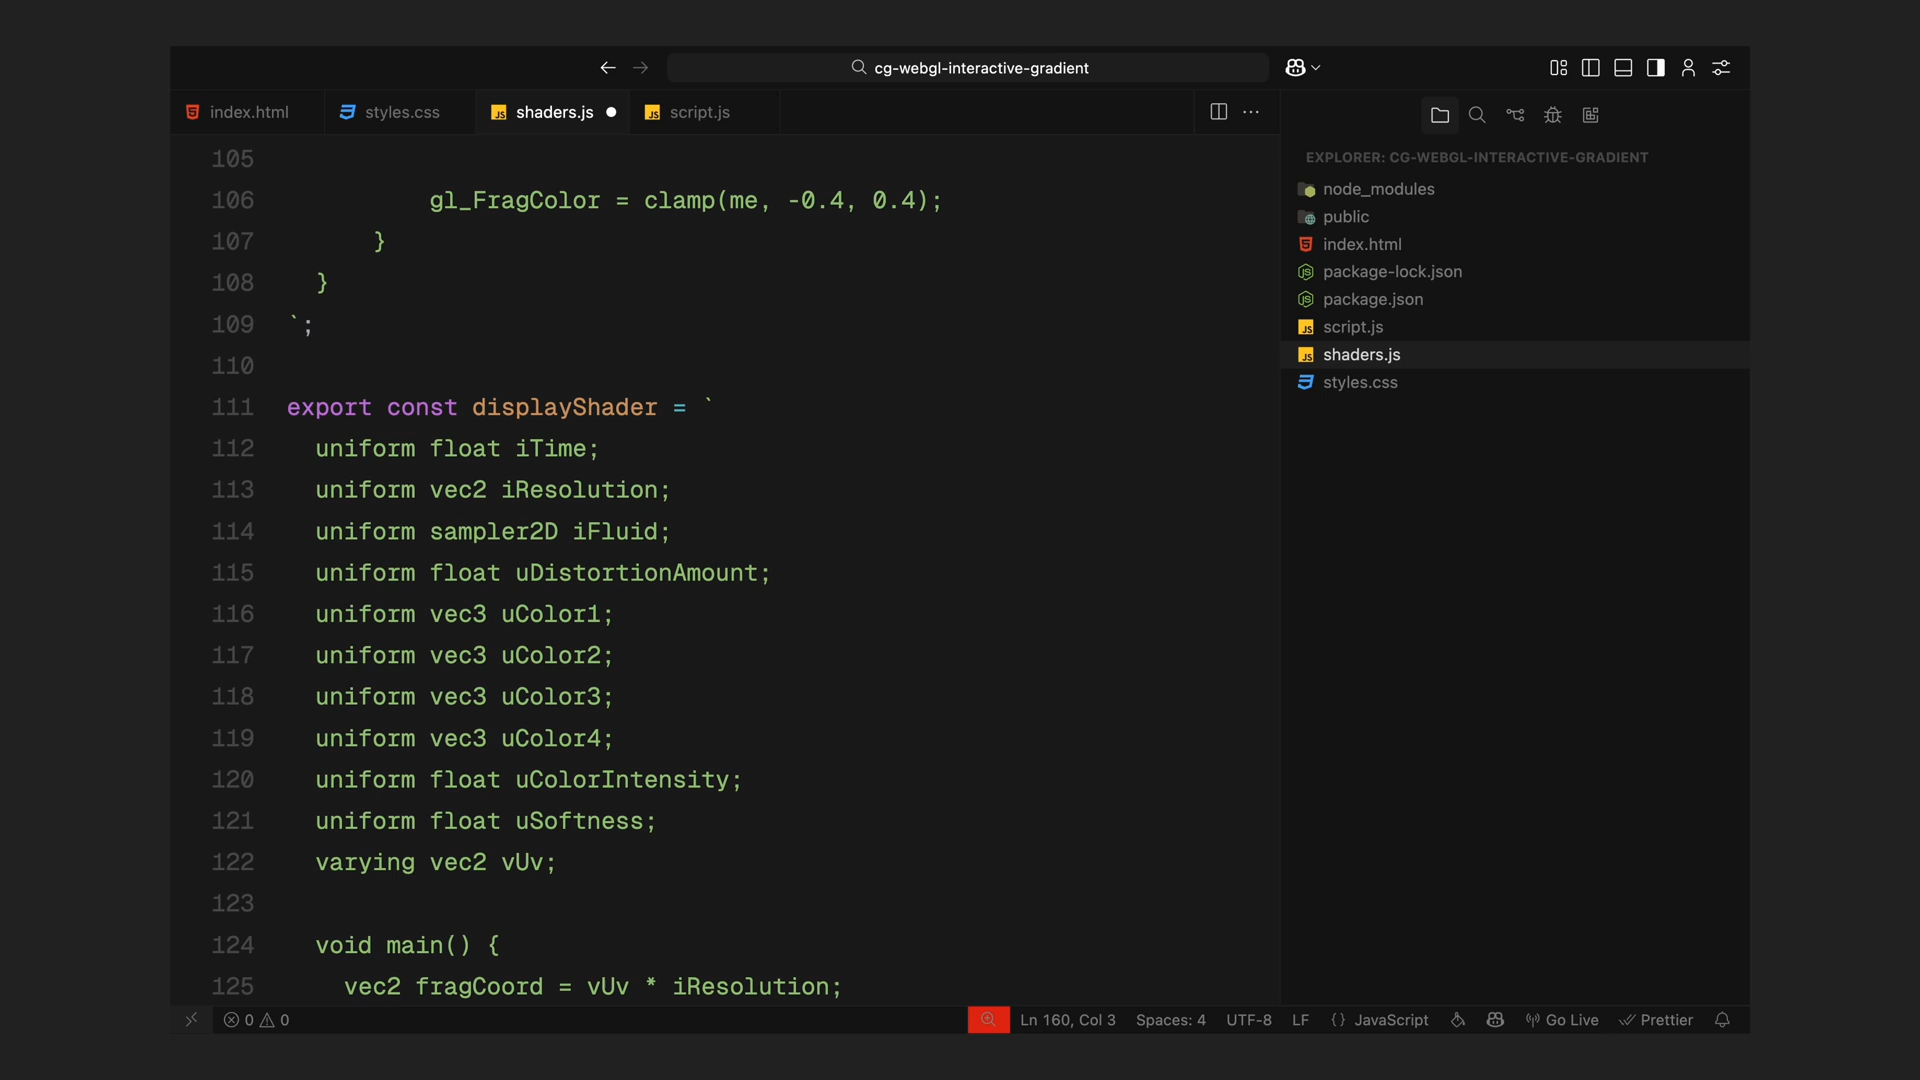 cg-webgl-interactive-gradient
index.html
styles.css
shaders.js
script.js
105
106 gl_FragColor = clamp(me, -0.4, 0.4);
107 }
108 }
109 `;
110
111 export const displayShader = `
112 uniform float iTime;
113 uniform vec2 iResolution;
114 uniform sampler2D iFluid;
115 uniform float uDistortionAmount;
116 uniform vec3 uColor1;
117 uniform vec3 uColor2;
118 uniform vec3 uColor3;
119 uniform vec3 uColor4;
120 uniform float uColorIntensity;
121 uniform float uSoftness;
122 varying vec2 vUv;
123
124 void main() {
125 vec2 fragCoord = vUv * iResolution;
EXPLORER: CG-WEBGL-INTERACTIVE-GRADIENT
node_modules
public
index.html
package-lock.json
package.json
script.js
shaders.js
styles.css
0 0 Ln 160, Col 3 Spaces: 4 UTF-8 LF {} JavaScript Go Live Prettier